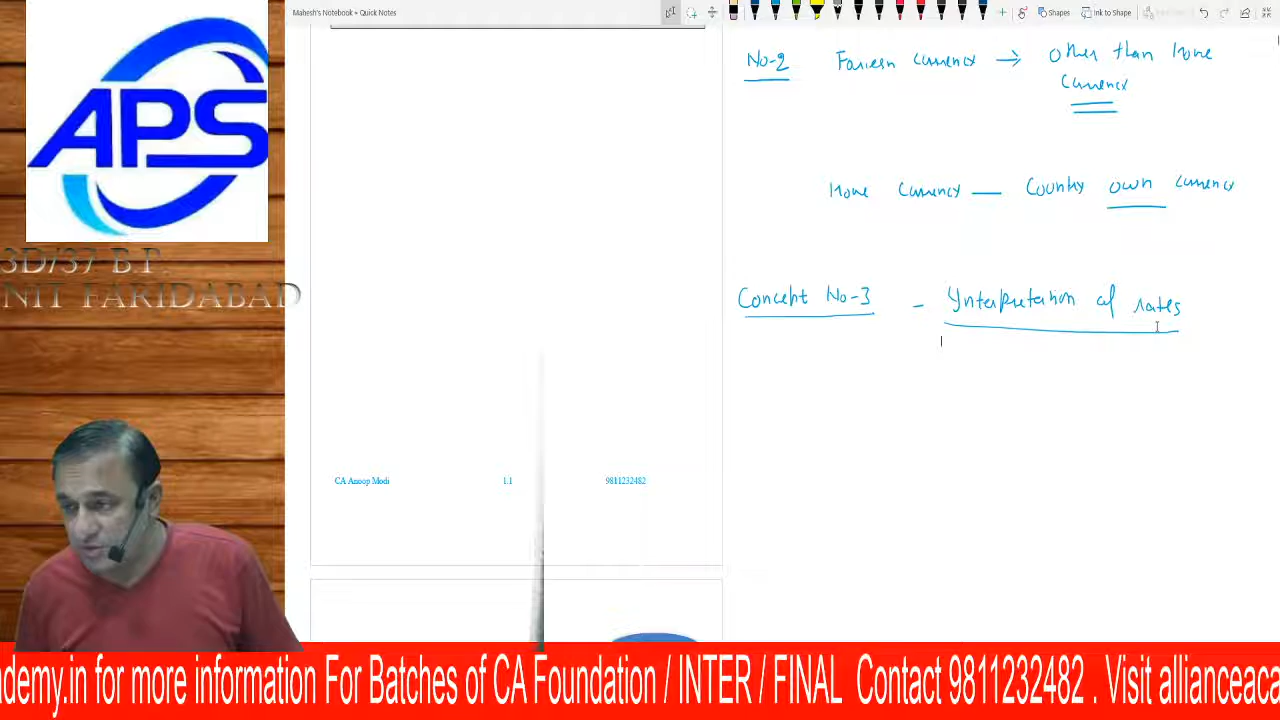 Mahesh's Notebook • Quick Notes
Shapes
Ink to Shape
APS
3D/37 B.P.
NIT FARIDABAD
No-2 Foriesn currency → other than Home
currency
Home Currency — Country own currency
Concept No-3 - Interpretation of rates
CA Anoop Modi 1.1 9811232482
ademy.in for more information For Batches of CA Foundation / INTER / FINAL Contact 9811232482 . Visit allianceaca